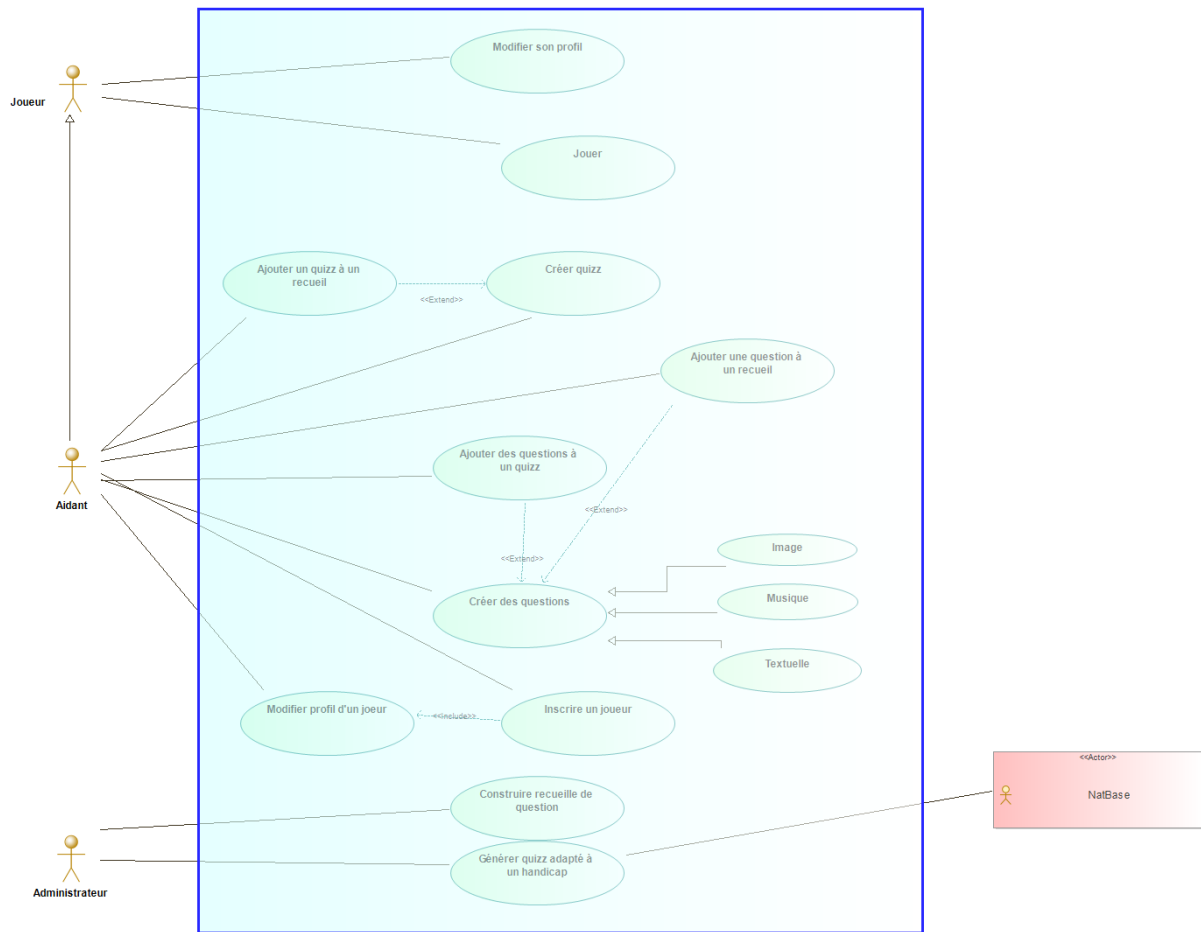 Modifier son profil
Joueur
Jouer
Ajouter un quizz à un
recueil
<<Extend>>
Créer quizz
Ajouter une question à
un recueil
Ajouter des questions à
un quizz
Aidant
<<Extend>>
<<Extend>>
Image
Créer des questions
Musique
Textuelle
Modifier profil d'un joeur
<<Include>>
Inscrire un joueur
<<Actor>>
NatBase
Construire recueille de
question
Générer quizz adapté à
un handicap
Administrateur